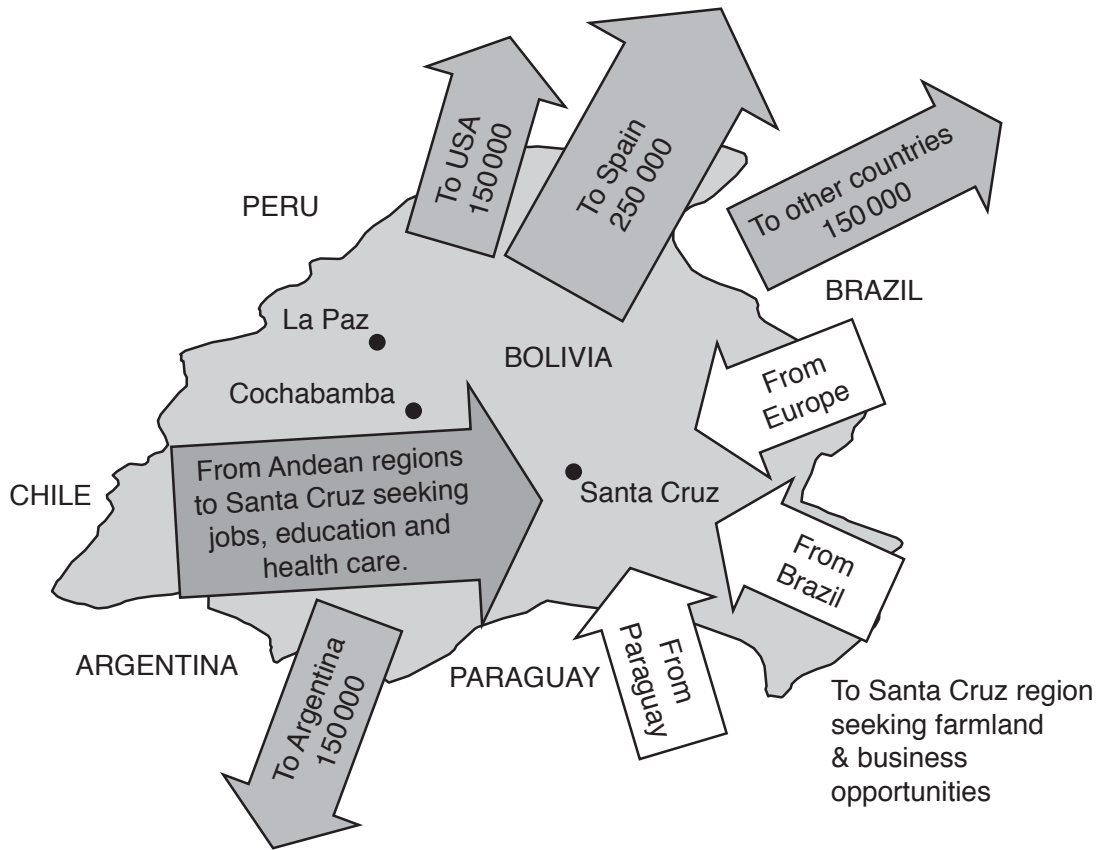 To USA
150 000
To Spain
250 000
To other countries
150 000
PERU
BRAZIL
La Paz
BOLIVIA
From
Europe
Cochabamba
From Andean regions
to Santa Cruz seeking
jobs, education and
health care.
CHILE
Santa Cruz
From
Brazil
ARGENTINA
To Argentina
150 000
PARAGUAY
From
Paraguay
To Santa Cruz region
seeking farmland
& business
opportunities